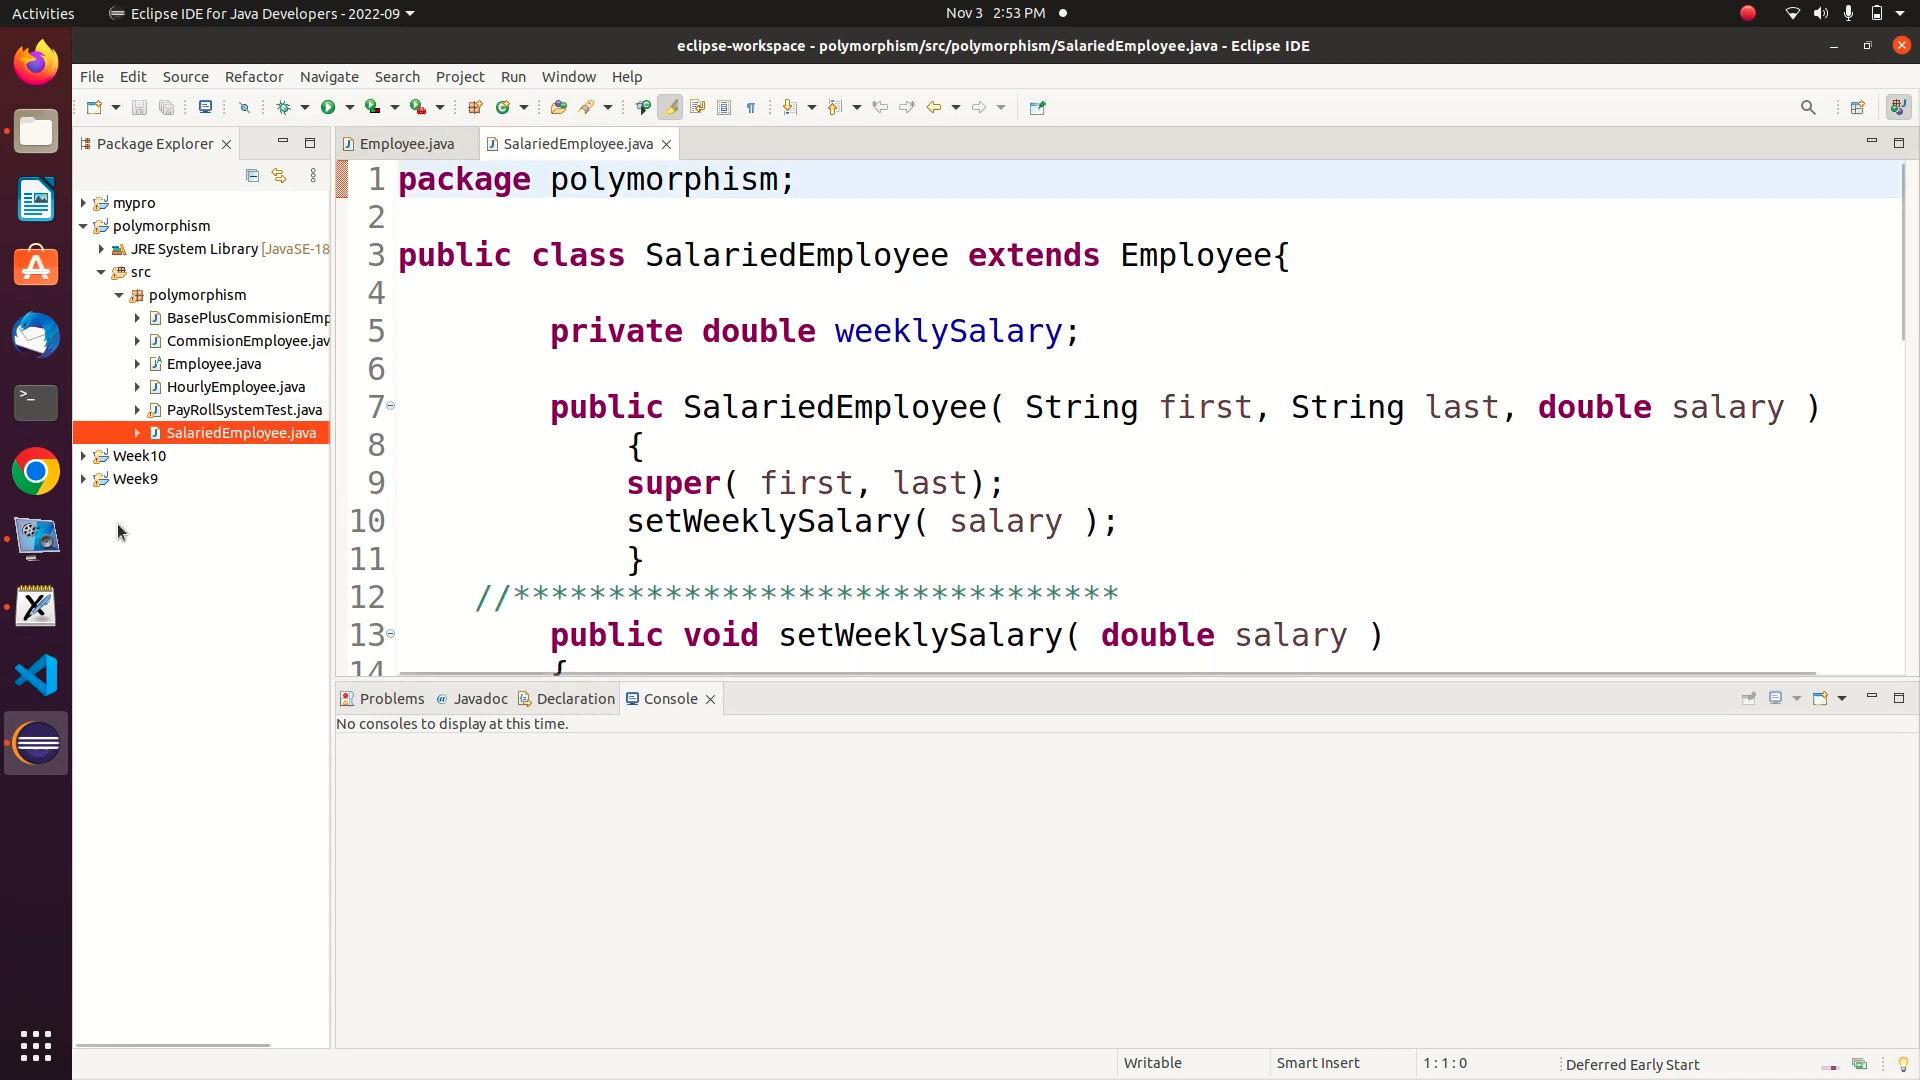 Activities
Eclipse IDE for Java Developers - 2022-09
Nov 3 2:53 PM
eclipse-workspace - polymorphism/src/polymorphism/SalariedEmployee.java - Eclipse IDE
File Edit Source Refactor Navigate Search Project Run Window Help
Package Explorer
Employee.java
SalariedEmployee.java
mypro
polymorphism
JRE System Library [JavaSE-18
src
polymorphism
BasePlusCommisionEmp
CommisionEmployee.jav
Employee.java
HourlyEmployee.java
PayRollSystemTest.java
SalariedEmployee.java
Week10
Week9
1 package polymorphism;
2
3 public class SalariedEmployee extends Employee{
4
5 private double weeklySalary;
6
7 public SalariedEmployee( String first, String last, double salary )
8 {
9 super( first, last);
10 setWeeklySalary( salary );
11 }
12 //********************************
13 public void setWeeklySalary( double salary )
14 {
Problems
Javadoc
Declaration
Console
No consoles to display at this time.
Writable
Smart Insert
1 : 1 : 0
Deferred Early Start